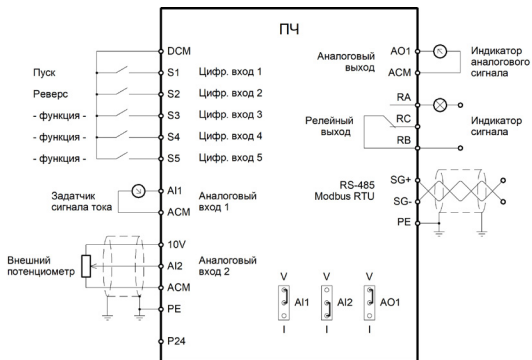 ПЧ
DCM
Пуск
S1
Цифр. вход 1
Реверс
S2
Цифр. вход 2
- функция -
S3
Цифр. вход 3
- функция -
S4
Цифр. вход 4
- функция -
S5
Цифр. вход 5
Задатчик
сигнала тока
AI1
ACM
Аналоговый
вход 1
Внешний
потенциометр
10V
AI2
ACM
PE
Аналоговый
вход 2
P24
Аналоговый
выход
AO1
ACM
Индикатор
аналогового
сигнала
Релейный
выход
RA
RC
RB
Индикатор
сигнала
RS-485
Modbus RTU
SG+
SG-
PE
V
V
V
AI1
AI2
AO1
I
I
I